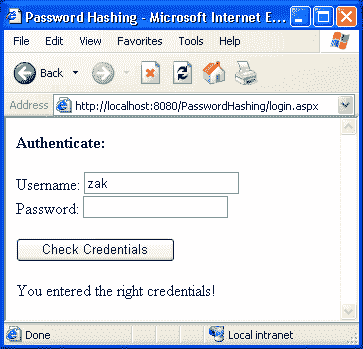 Password Hashing - Microsoft Internet E...
File Edit View Favorites Tools Help
Back
Address http://localhost:8080/PasswordHashing/login.aspx
Authenticate:
Username: zak
Password:
Check Credentials
You entered the right credentials!
Done Local intranet